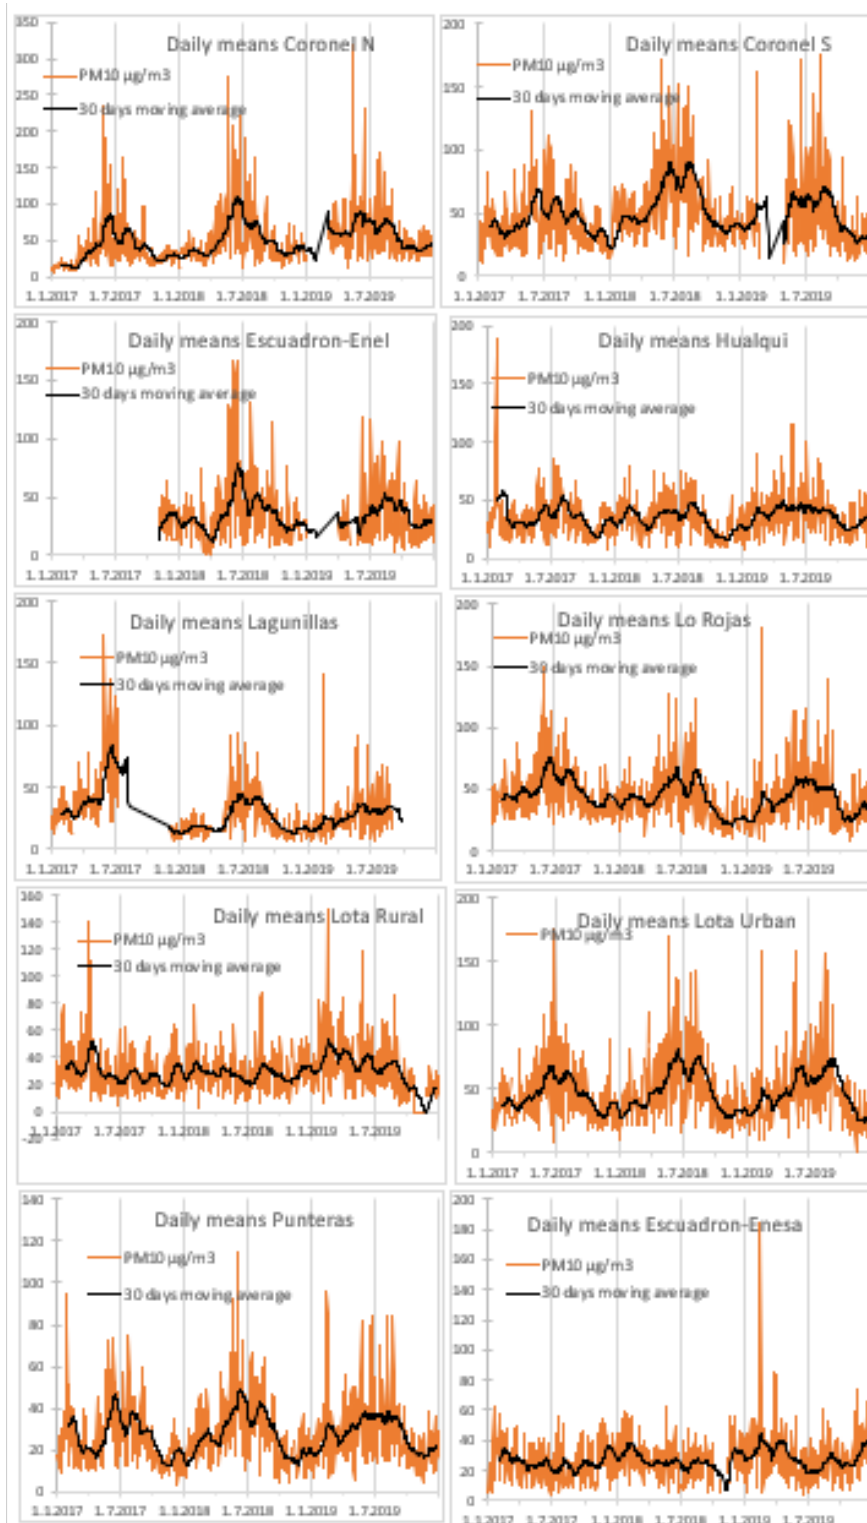 Daily means Coronel N
PM10 µg/m3
30 days moving average
350
300
250
200
150
100
50
0
1.1.2017 1.7.2017 1.1.2018 1.7.2018 1.1.2019 1.7.2019
Daily means Coronel S
PM10 µg/m3
30 days moving average
200
150
100
50
0
1.1.2017 1.7.2017 1.1.2018 1.7.2018 1.1.2019 1.7.2019
Daily means Escuadron-Enel
PM10 µg/m3
30 days moving average
200
150
100
50
0
1.1.2017 1.7.2017 1.1.2018 1.7.2018 1.1.2019 1.7.2019
Daily means Hualqui
PM10 µg/m3
30 days moving average
200
150
100
50
0
1.1.2017 1.7.2017 1.1.2018 1.7.2018 1.1.2019 1.7.2019
Daily means Lagunillas
PM10 µg/m3
30 days moving average
200
150
100
50
0
1.1.2017 1.7.2017 1.1.2018 1.7.2018 1.1.2019 1.7.2019
Daily means Lo Rojas
PM10 µg/m3
30 days moving average
200
150
100
50
0
1.1.2017 1.7.2017 1.1.2018 1.7.2018 1.1.2019 1.7.2019
Daily means Lota Rural
PM10 µg/m3
30 days moving average
160
140
120
100
80
60
40
20
0
-20
1.1.2017 1.7.2017 1.1.2018 1.7.2018 1.1.2019 1.7.2019
Daily means Lota Urban
PM10 µg/m3
200
150
100
50
0
1.1.2017 1.7.2017 1.1.2018 1.7.2018 1.1.2019 1.7.2019
Daily means Punteras
PM10 µg/m3
30 days moving average
140
120
100
80
60
40
20
0
1.1.2017 1.7.2017 1.1.2018 1.7.2018 1.1.2019 1.7.2019
Daily means Escuadron-Enesa
PM10 µg/m3
30 days moving average
200
180
160
140
120
100
80
60
40
20
0
1.1.2017 1.7.2017 1.1.2018 1.7.2018 1.1.2019 1.7.2019